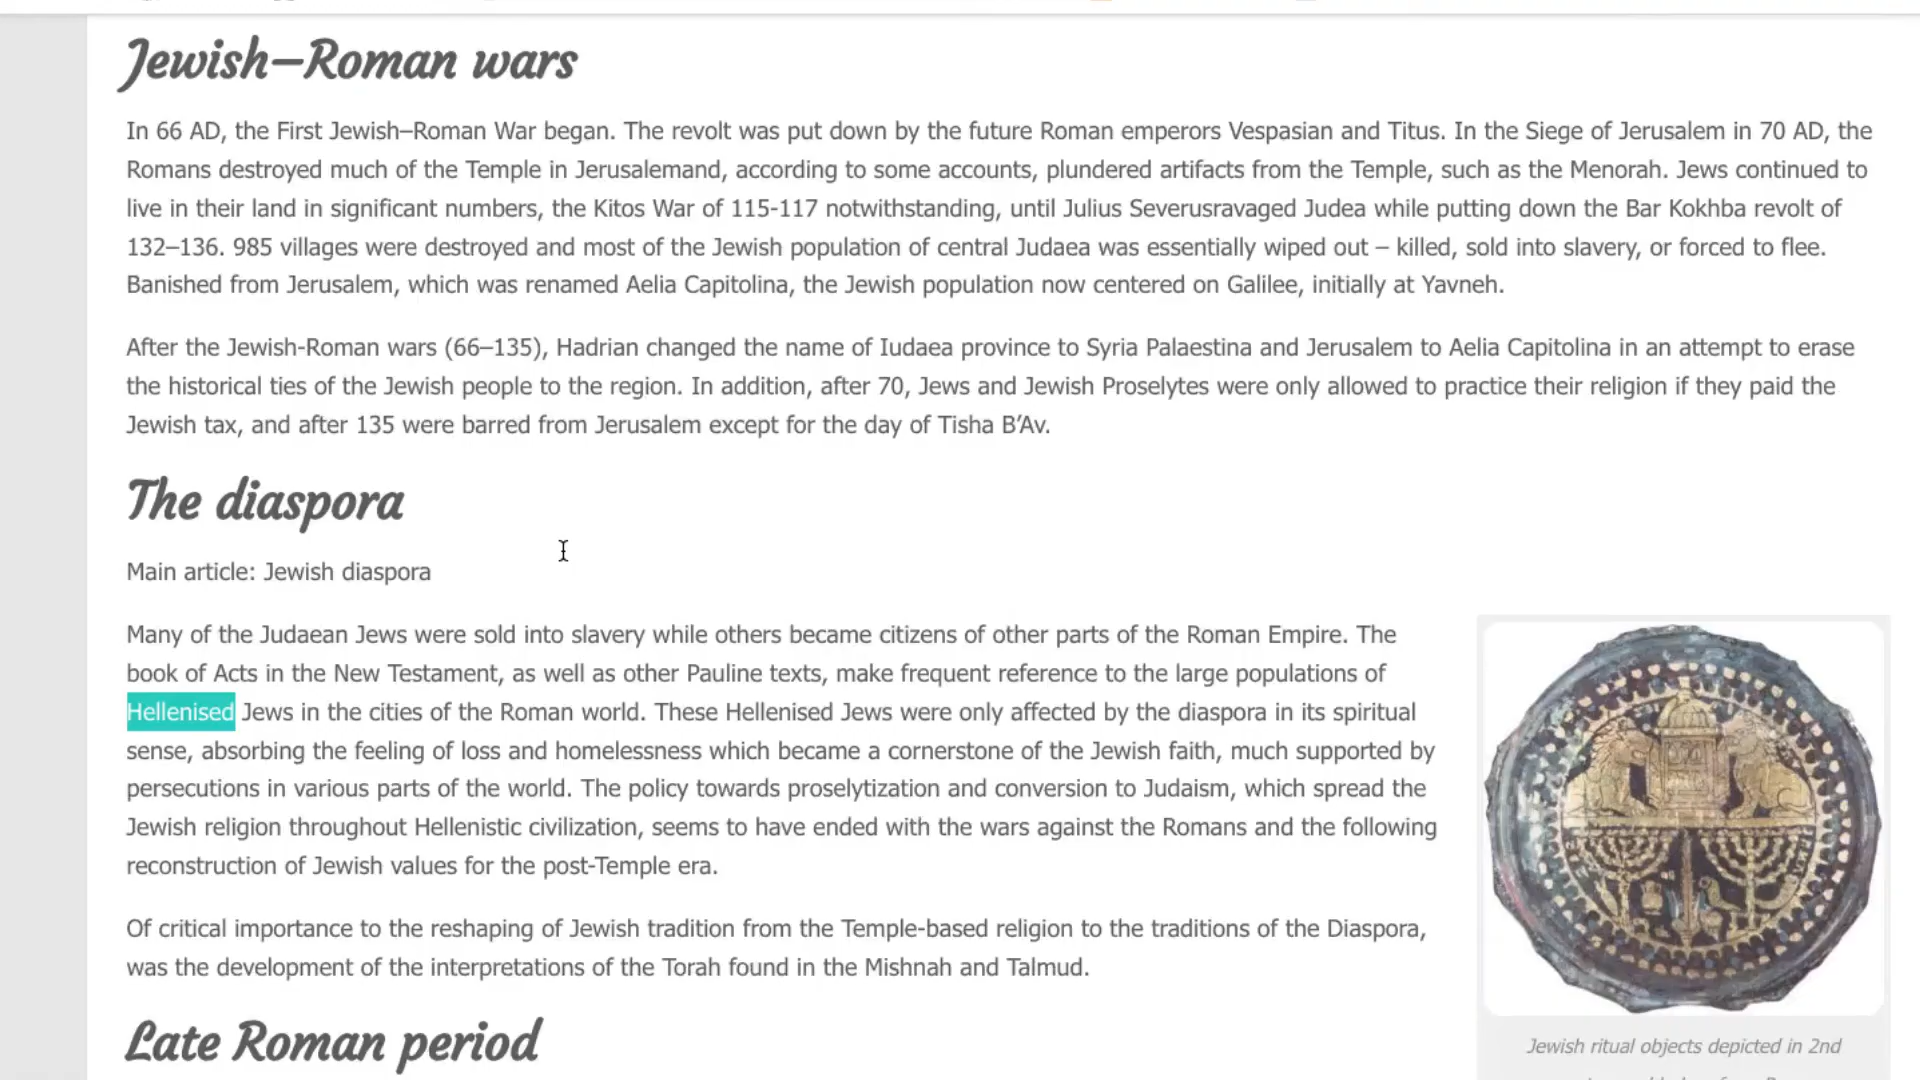 Jewish–Roman wars
In 66 AD, the First Jewish–Roman War began. The revolt was put down by the future Roman emperors Vespasian and Titus. In the Siege of Jerusalem in 70 AD, the
Romans destroyed much of the Temple in Jerusalemand, according to some accounts, plundered artifacts from the Temple, such as the Menorah. Jews continued to
live in their land in significant numbers, the Kitos War of 115-117 notwithstanding, until Julius Severusravaged Judea while putting down the Bar Kokhba revolt of
132–136. 985 villages were destroyed and most of the Jewish population of central Judaea was essentially wiped out – killed, sold into slavery, or forced to flee.
Banished from Jerusalem, which was renamed Aelia Capitolina, the Jewish population now centered on Galilee, initially at Yavneh.
After the Jewish-Roman wars (66–135), Hadrian changed the name of Iudaea province to Syria Palaestina and Jerusalem to Aelia Capitolina in an attempt to erase
the historical ties of the Jewish people to the region. In addition, after 70, Jews and Jewish Proselytes were only allowed to practice their religion if they paid the
Jewish tax, and after 135 were barred from Jerusalem except for the day of Tisha B’Av.
The diaspora
Main article: Jewish diaspora
Many of the Judaean Jews were sold into slavery while others became citizens of other parts of the Roman Empire. The
book of Acts in the New Testament, as well as other Pauline texts, make frequent reference to the large populations of
Hellenised Jews in the cities of the Roman world. These Hellenised Jews were only affected by the diaspora in its spiritual
sense, absorbing the feeling of loss and homelessness which became a cornerstone of the Jewish faith, much supported by
persecutions in various parts of the world. The policy towards proselytization and conversion to Judaism, which spread the
Jewish religion throughout Hellenistic civilization, seems to have ended with the wars against the Romans and the following
reconstruction of Jewish values for the post-Temple era.
Of critical importance to the reshaping of Jewish tradition from the Temple-based religion to the traditions of the Diaspora,
was the development of the interpretations of the Torah found in the Mishnah and Talmud.
Late Roman period
Jewish ritual objects depicted in 2nd